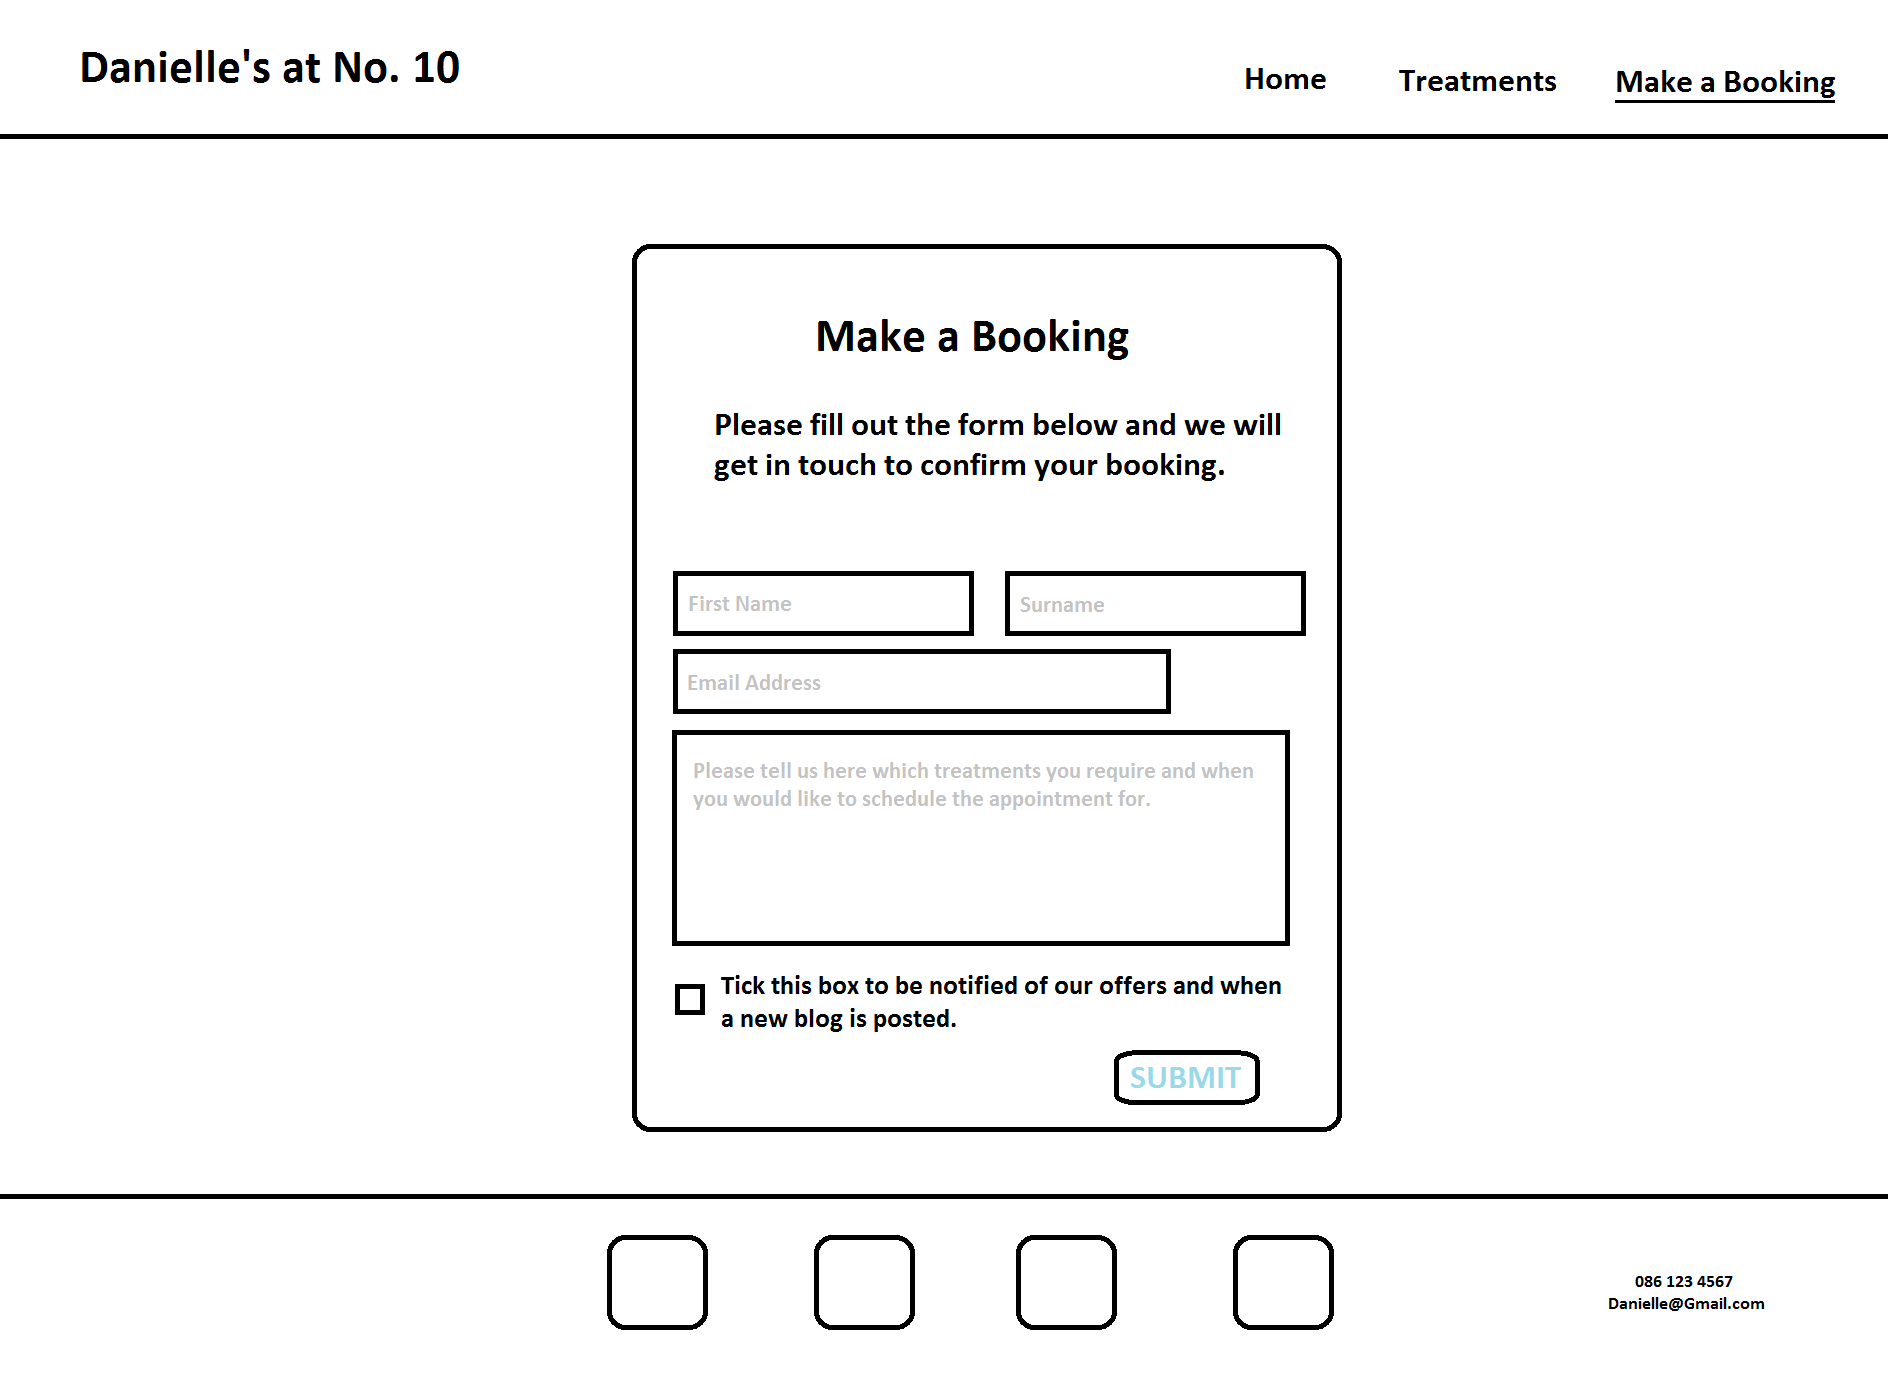 Danielle's at No. 10
Home
Treatments
Make a Booking
Make a Booking
Please fill out the form below and we will
get in touch to confirm your booking.
First Name
Surname
Email Address
Please tell us here which treatments you require and when
you would like to schedule the appointment for.
Tick this box to be notified of our offers and when
a new blog is posted.
SUBMIT
086 123 4567
Danielle@Gmail.com